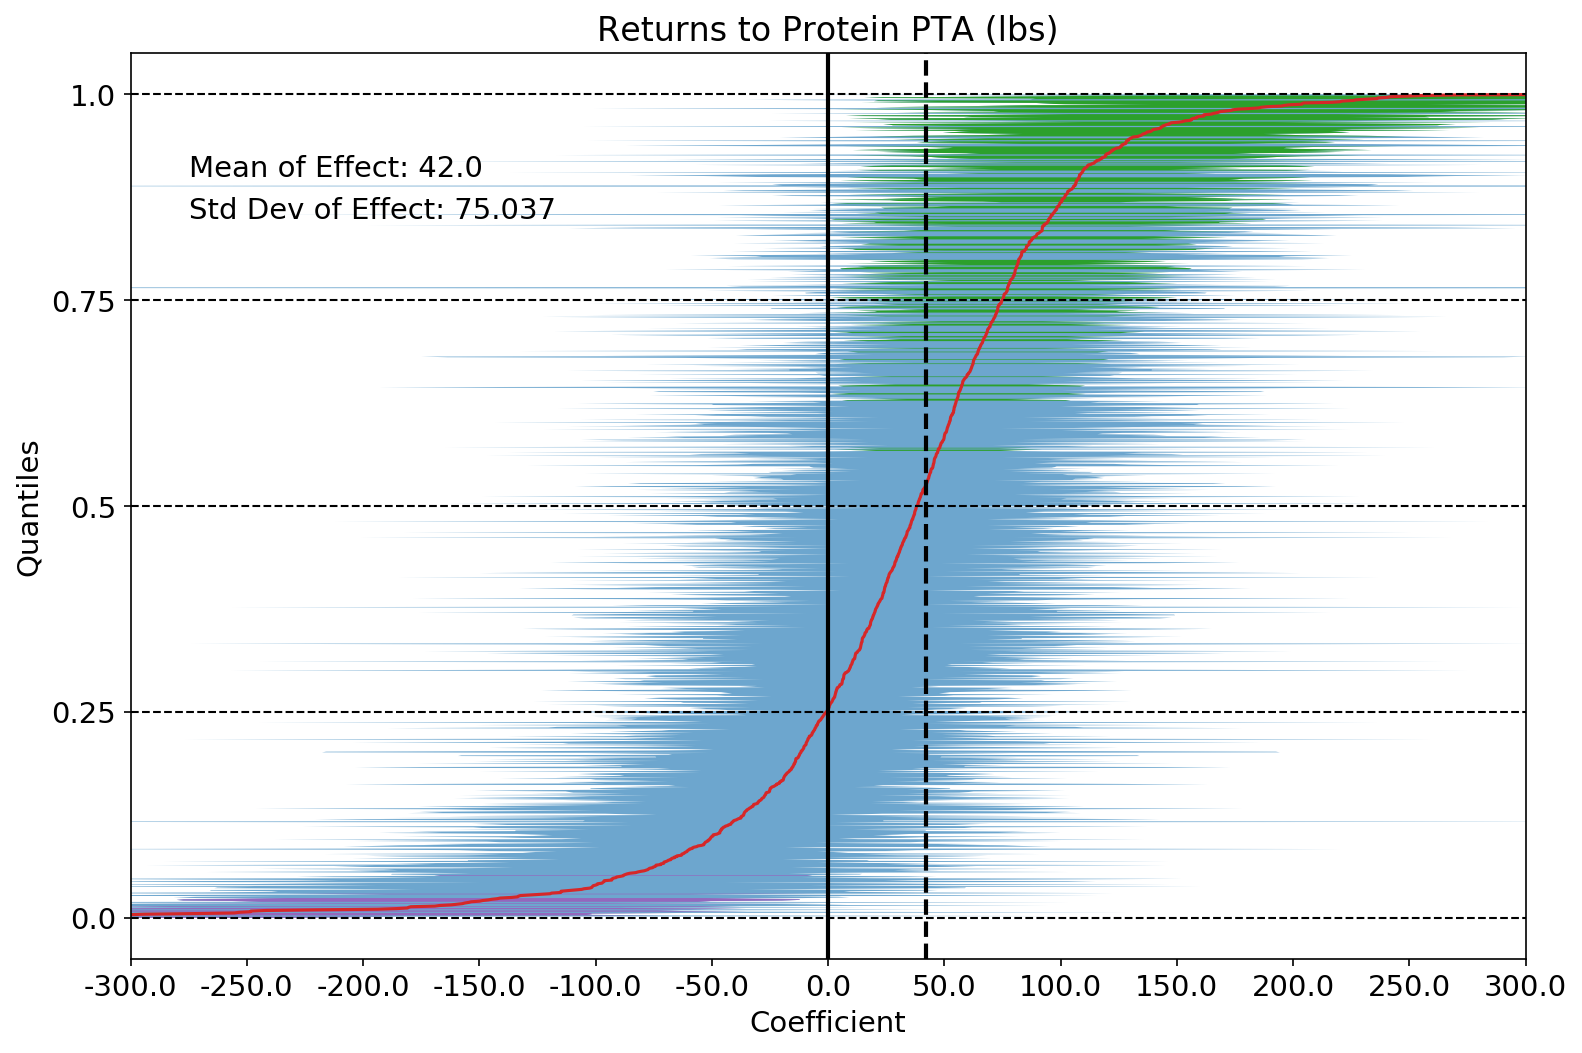 Returns to Protein PTA (lbs)
1.0
Mean of Effect: 42.0
Std Dev of Effect: 75.037
0.75
Quantiles
0.5
0.25
0.0
-300.0 -250.0 -200.0 -150.0 -100.0 -50.0 0.0 50.0 100.0 150.0 200.0 250.0 300.0
Coefficient